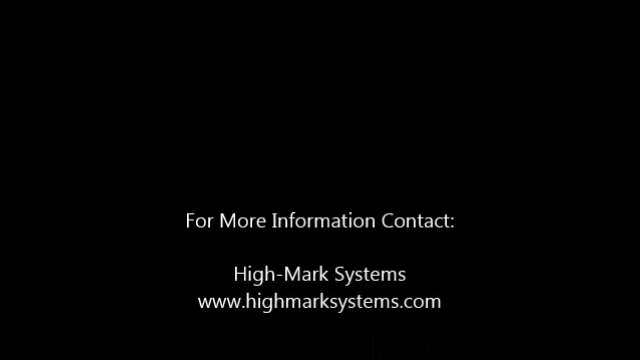 For More Information Contact:
High-Mark Systems
www.highmarksystems.com